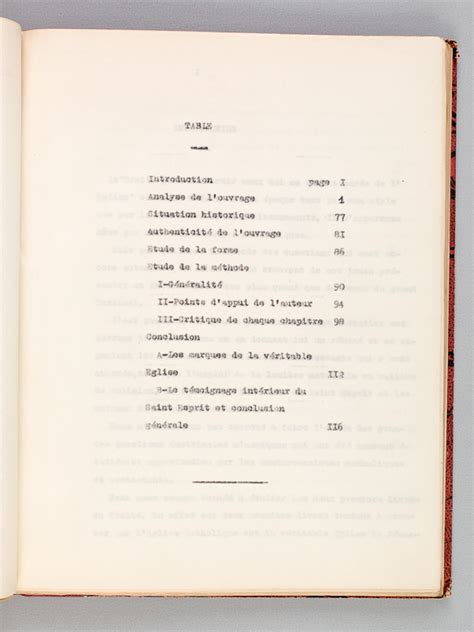 TABLE
Introduction page I
Analyse de l'ouvrage 1
Situation historique 77
Authenticité de l'ouvrage 81
Etude de la forme 86
Etude de la méthode
I-Généralité 90
II-Points d'appui de l'auteur 94
III-Critique de chaque chapitre 98
Conclusion
A-Les marques de la véritable
Eglise II2
B-Le témoignage intérieur du
Saint Esprit et conclusion
générale II6